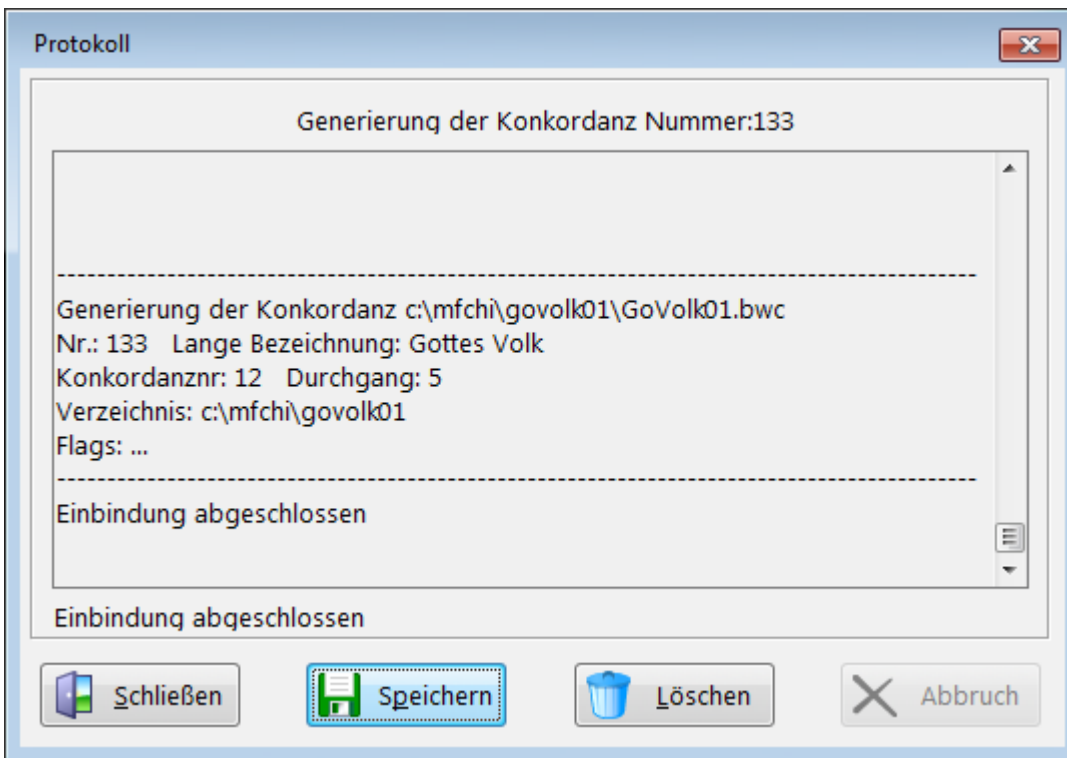 Protokoll
Generierung der Konkordanz Nummer:133
--------------------------------------------------------------------------------------------
Generierung der Konkordanz c:\mfchi\govolk01\GoVolk01.bwc
Nr.: 133   Lange Bezeichnung: Gottes Volk
Konkordanznr: 12   Durchgang: 5
Verzeichnis: c:\mfchi\govolk01
Flags: ...
--------------------------------------------------------------------------------------------
Einbindung abgeschlossen
Einbindung abgeschlossen
Schließen Speichern Löschen Abbruch